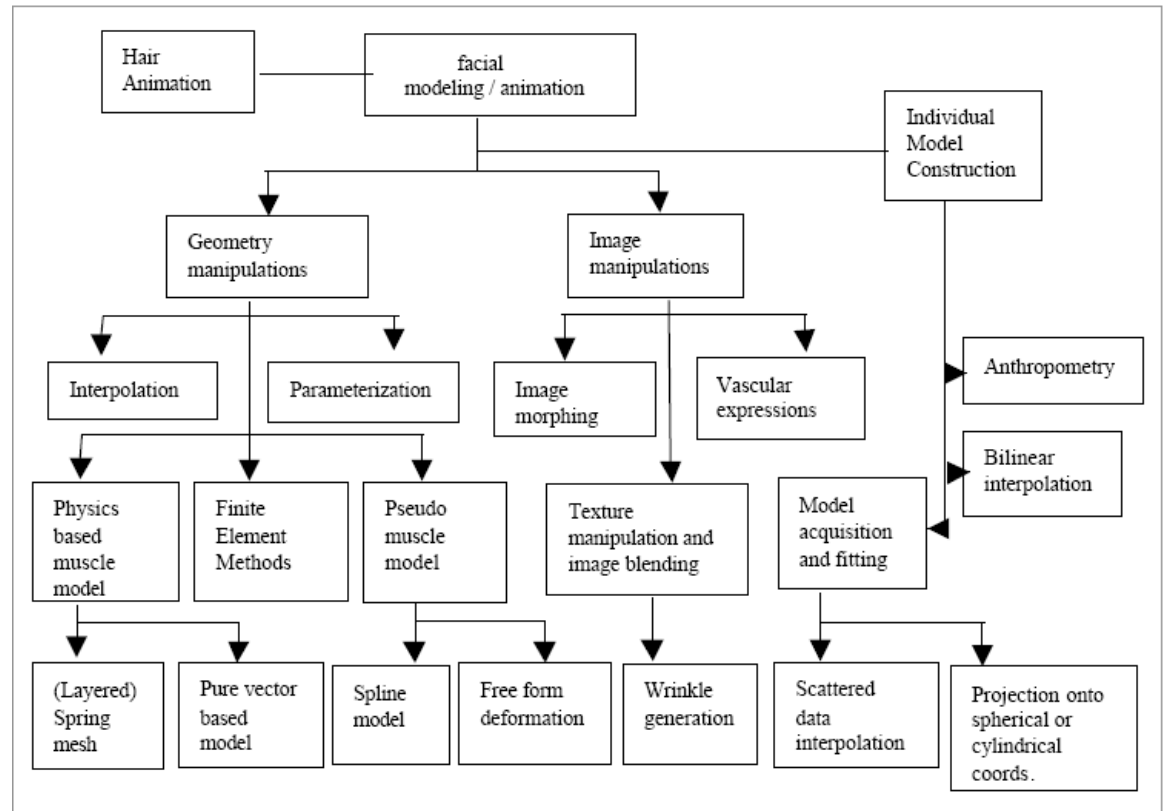 Hair
Animation
facial
modeling / animation
Individual
Model
Construction
Geometry
manipulations
Image
manipulations
Interpolation
Parameterization
Image
morphing
Vascular
expressions
Anthropometry
Bilinear
interpolation
Physics
based
muscle
model
Finite
Element
Methods
Pseudo
muscle
model
Texture
manipulation and
image blending
Model
acquisition
and fitting
(Layered)
Spring
mesh
Pure vector
based
model
Spline
model
Free form
deformation
Wrinkle
generation
Scattered
data
interpolation
Projection onto
spherical or
cylindrical
coords.